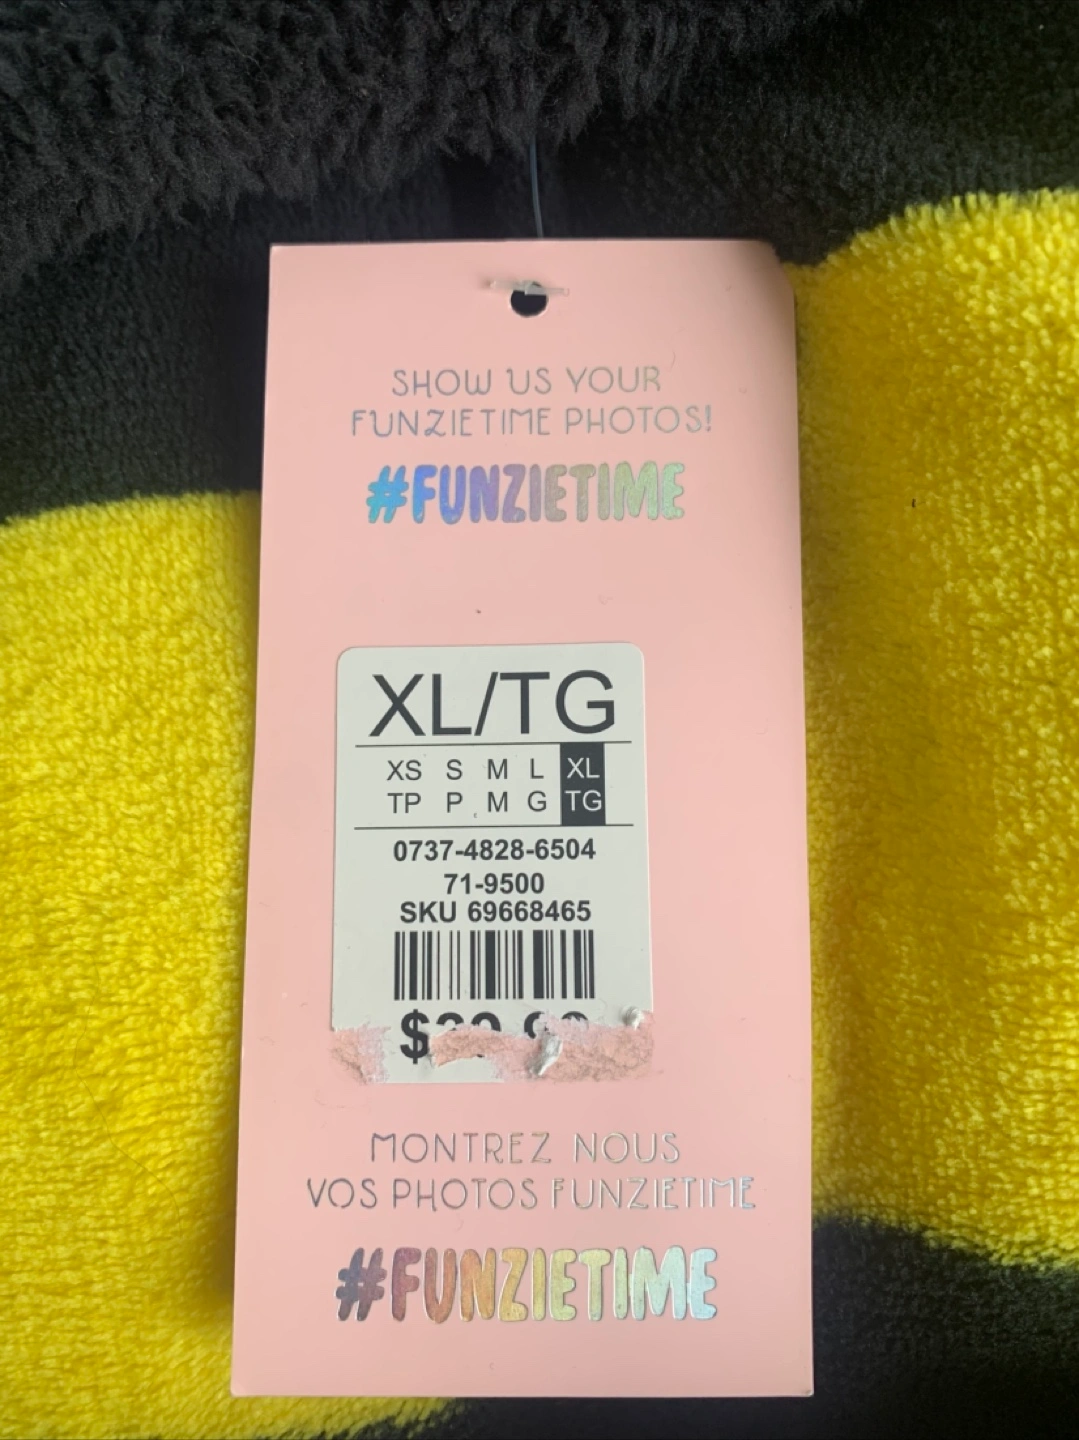 SHOW US YOUR
FUNZIETIME PHOTOS!
#FUNZIETIME
XL/TG
XS S M L XL
TP P M G TG
0737-4828-6504
71-9500
SKU 69668465
MONTREZ NOUS
VOS PHOTOS FUNZIETIME
#FUNZIETIME